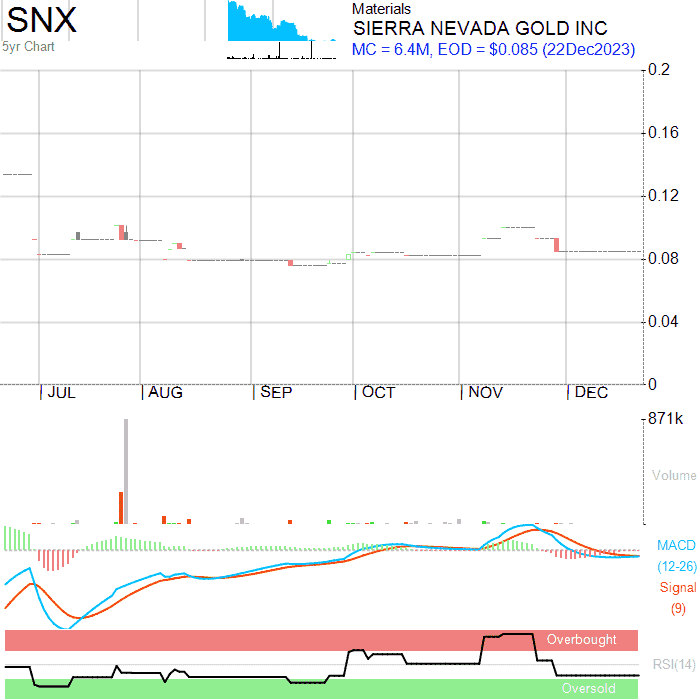 SNX
5yr Chart
Materials
SIERRA NEVADA GOLD INC
MC = 6.4M, EOD = $0.085 (22Dec2023)
0.2
0.16
0.12
0.08
0.04
0
JUL AUG SEP OCT NOV DEC
871k
Volume
MACD
(12-26)
Signal
(9)
Overbought
RSI(14)
Oversold